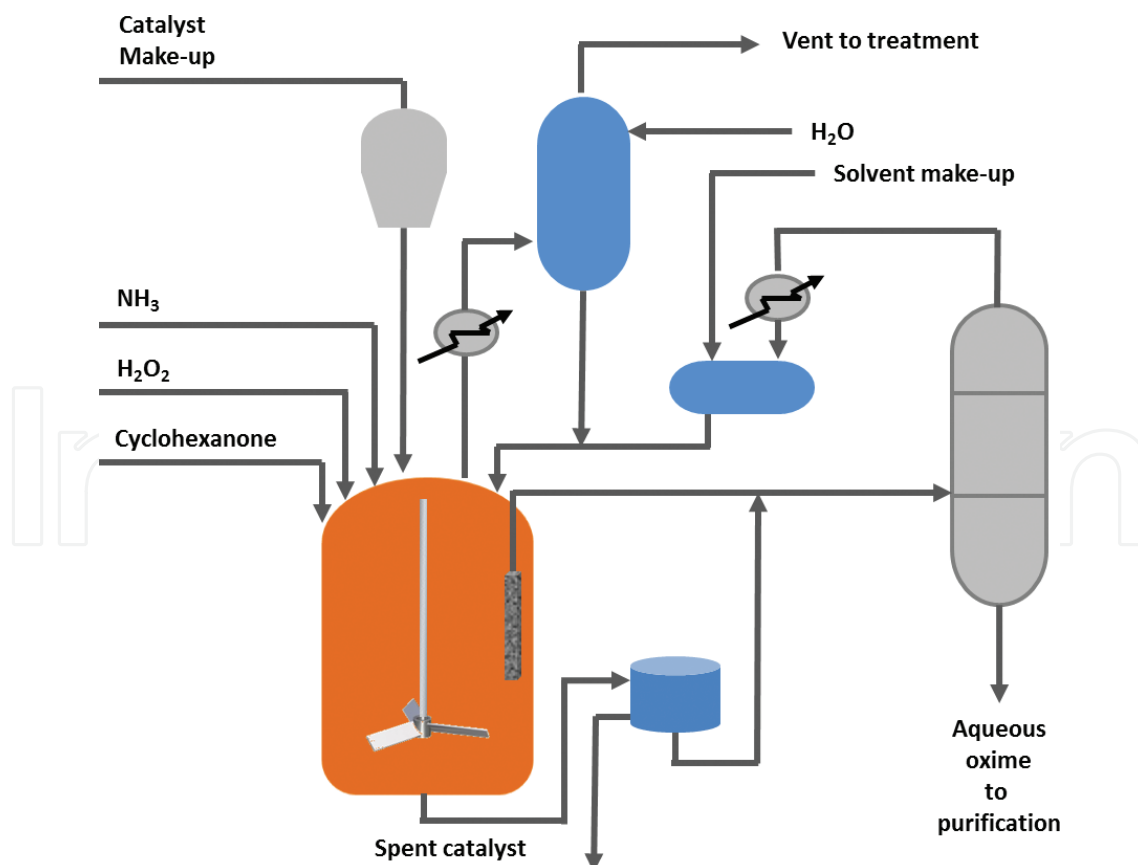 Catalyst
Make-up
Vent to treatment
H₂O
Solvent make-up
NH₃
H₂O₂
Cyclohexanone
Aqueous
oxime
to
purification
Spent catalyst